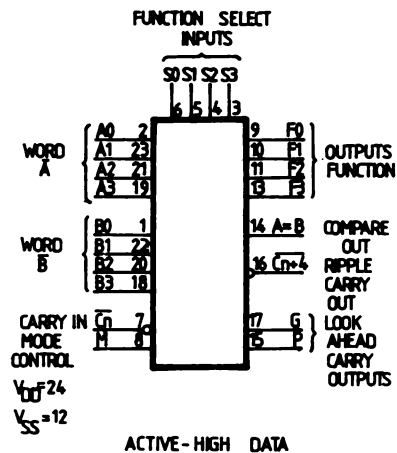 FUNCTION SELECT
INPUTS
S0 S1 S2 S3
6 5 4 3
WORD
A̅
A0 2
A1 23
A2 21
A3 19
9 F0
10 F1
11 F2
13 F3
OUTPUTS
FUNCTION
WORD
B̅
B0 1
B1 22
B2 20
B3 18
14 A=B COMPARE
OUT
16 C̅n̅+̅4̅ RIPPLE
CARRY
OUT
CARRY IN C̅n̅ 7
MODE M 8
CONTROL
17 G LOOK
15 P AHEAD
CARRY
OUTPUTS
VDD=24
VSS=12
ACTIVE-HIGH DATA